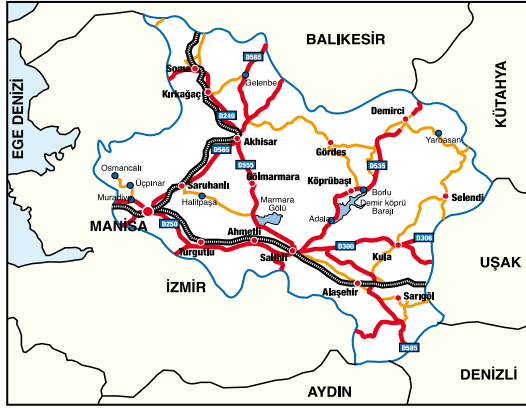 BALIKESİR
KÜTAHYA
EGE DENİZİ
D565
Soma
Gelenbe
Kırkağaç
D240
Demirci
Yarbasan
Akhisar
D565
D555
Gördes
D535
Osmancalı
Üçpınar
Saruhanlı
Gölmarmara
Köprübaşı
Borlu
Demir köprü
Barajı
Selendi
Muradiye
Halitpaşa
Marmara
Gölü
Adala
MANİSA
D250
Turgutlu
Ahmetli
Salihli
D300
D306
Kula
UŞAK
İZMİR
Alaşehir
Sarıgöl
D585
DENİZLİ
AYDIN